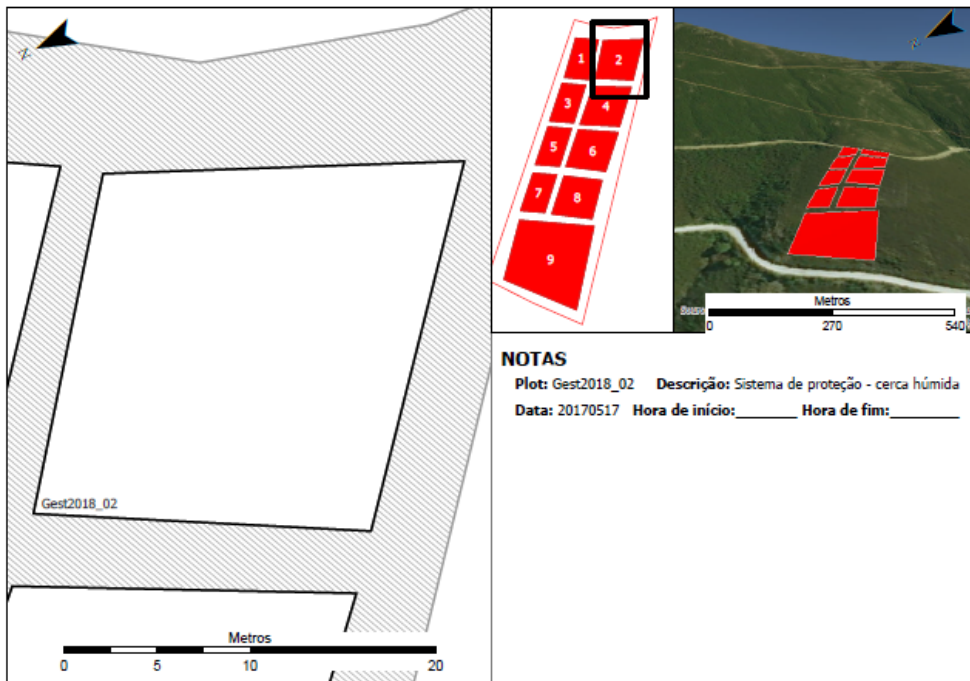 N
Gest2018_02
Metros
0 5 10 20
1
2
3
4
5
6
7
8
9
Metros
0 270 540
NOTAS
Plot: Gest2018_02 Descrição: Sistema de proteção - cerca húmida
Data: 20170517 Hora de início:_______ Hora de fim:________